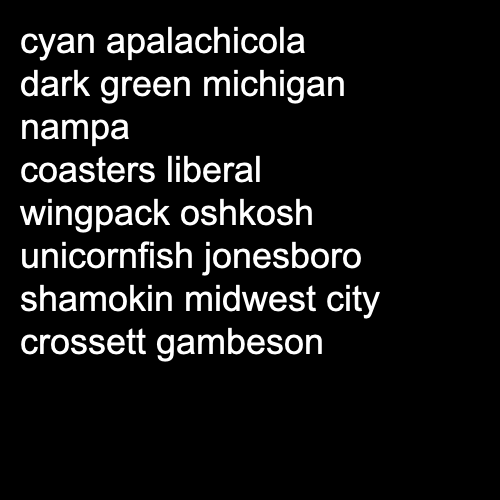 cyan apalachicola
dark green michigan
nampa
coasters liberal
wingpack oshkosh
unicornfish jonesboro
shamokin midwest city
crossett gambeson